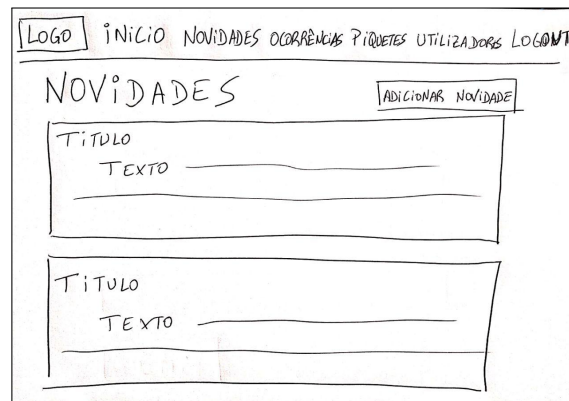 LOGO INICIO NOVIDADES OCORRÊNCIAS PIQUETES UTILIZADORES LOGOUT
NOVIDADES
ADICIONAR NOVIDADE
TITULO
TEXTO
TITULO
TEXTO